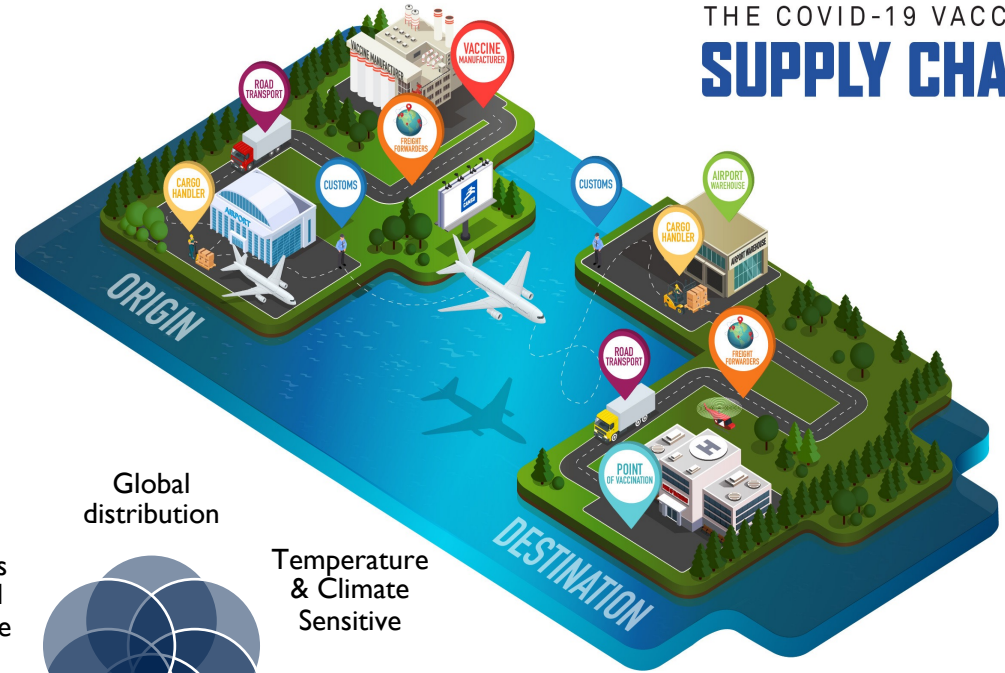 THE COVID-19 VACC
SUPPLY CHA
VACCINE
MANUFACTURER
VACCINE MANUFACTURER
ROAD
TRANSPORT
FREIGHT
FORWARDERS
CARGO
HANDLER
CUSTOMS
AIRPORT
CARGO
ORIGIN
CUSTOMS
AIRPORT
WAREHOUSE
CARGO
HANDLER
AIRPORT WAREHOUSE
ROAD
TRANSPORT
FREIGHT
FORWARDERS
POINT
OF VACCINATION
H
DESTINATION
Global
distribution
Temperature
& Climate
Sensitive
s
e